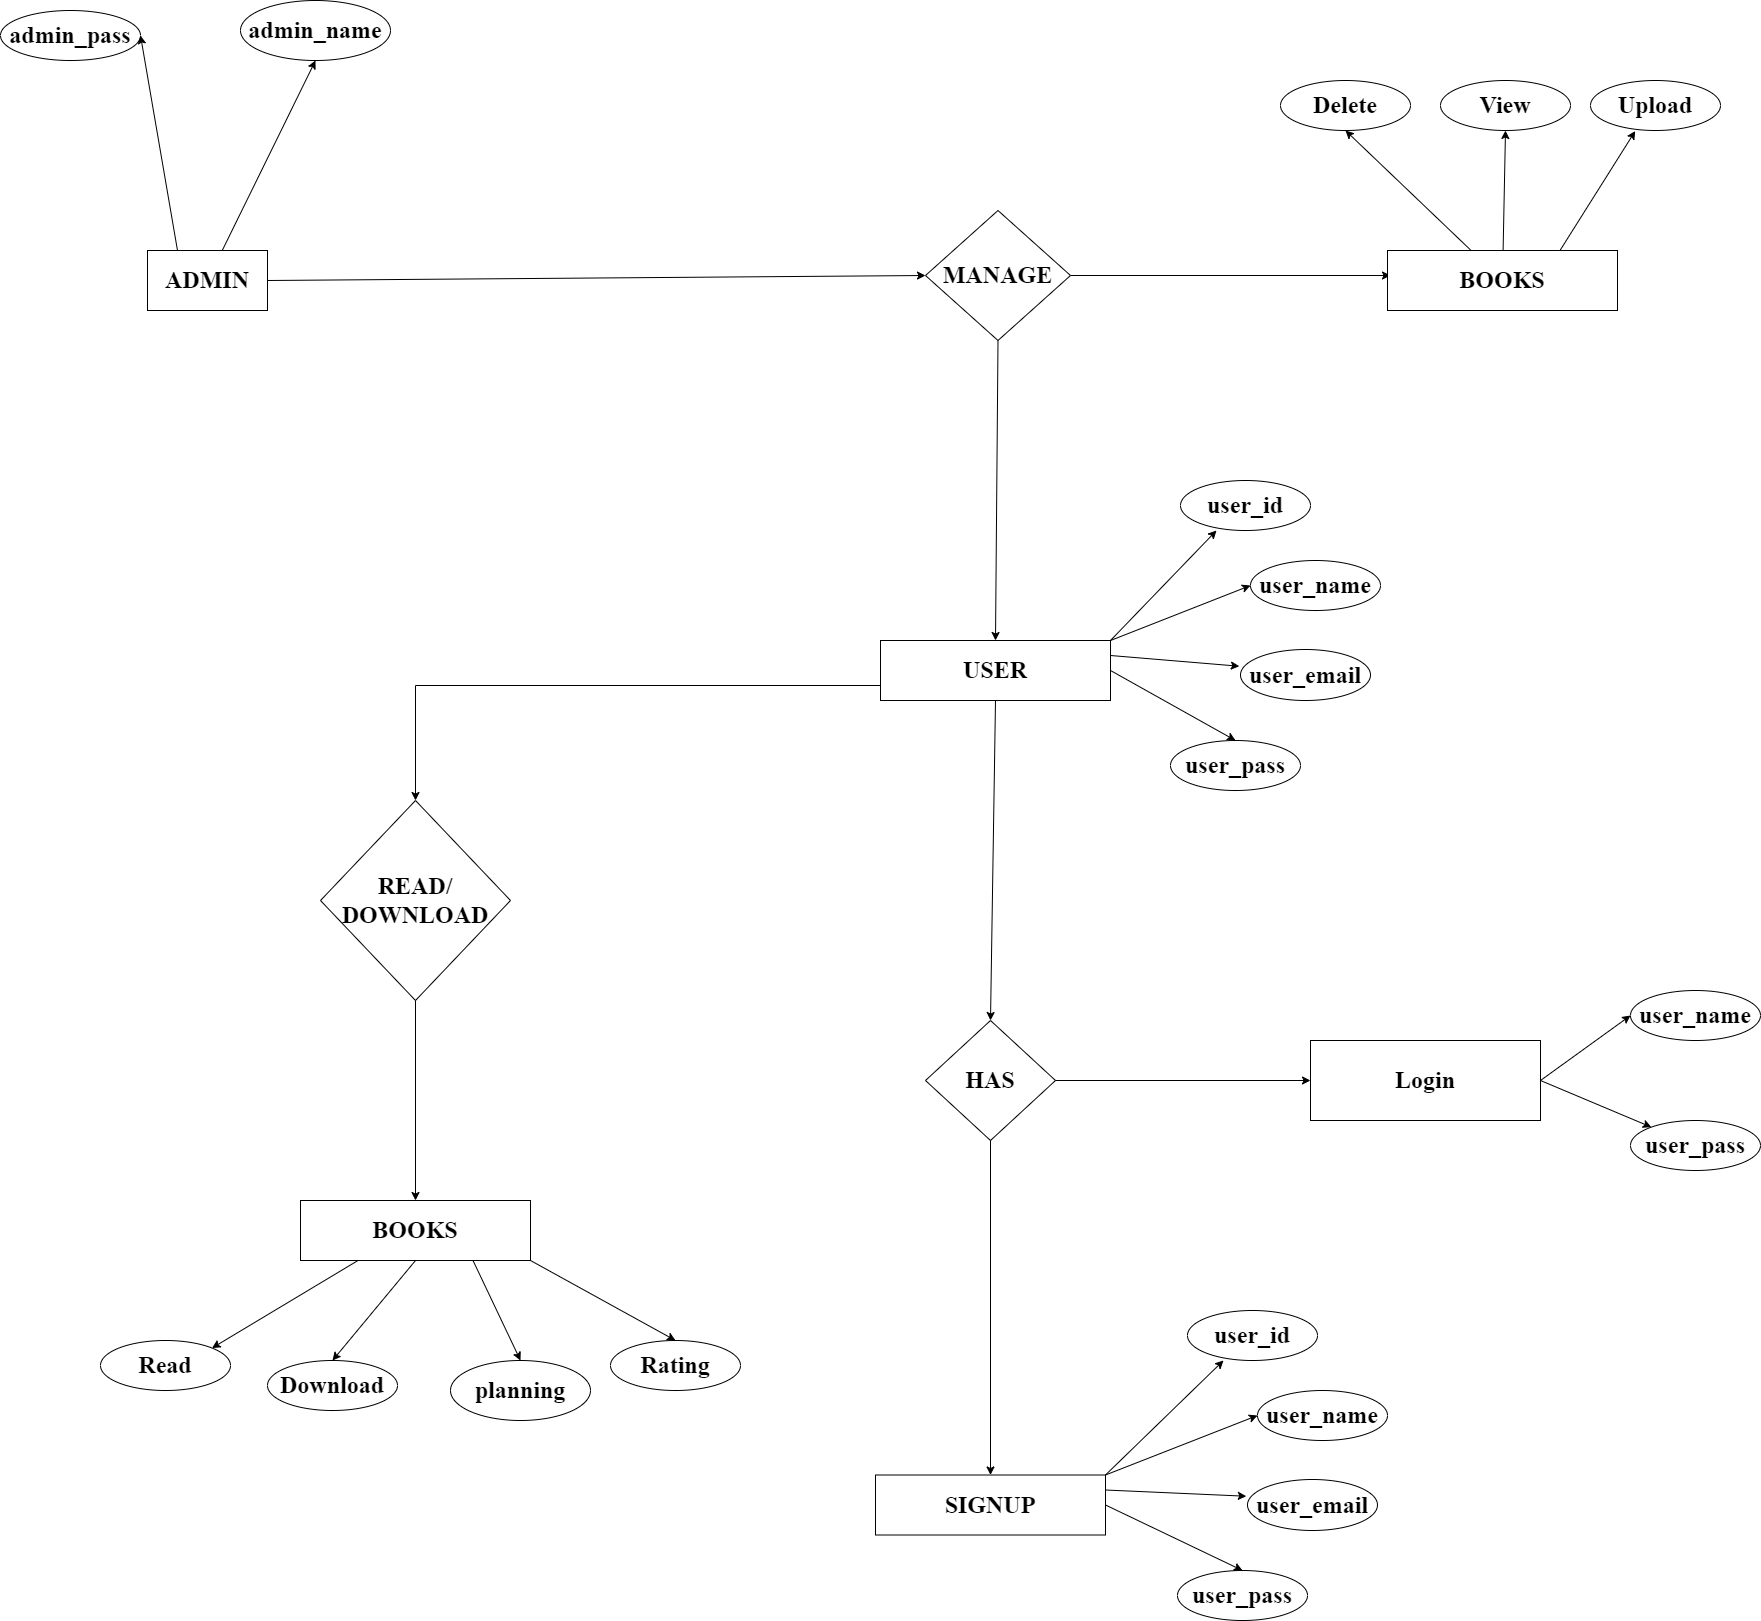 admin_pass
admin_name
Delete
View
Upload
ADMIN
MANAGE
BOOKS
user_id
user_name
USER
user_email
user_pass
READ/
DOWNLOAD
user_name
HAS
Login
user_pass
BOOKS
Read
Download
planning
Rating
user_id
user_name
SIGNUP
user_email
user_pass